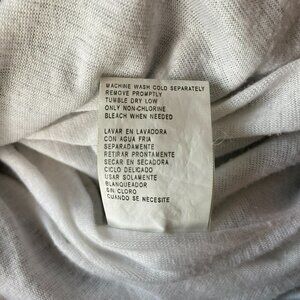 MACHINE WASH COLD SEPARATELY
REMOVE PROMPTLY
TUMBLE DRY LOW
ONLY NON-CHLORINE
BLEACH WHEN NEEDED
LAVAR EN LAVADORA
CON AGUA FRIA
SEPARADAMENTE
RETIRAR PRONTAMENTE
SECAR EN SECADORA
CICLO DELICADO
USAR SOLAMENTE
BLANQUEADOR
SIN CLORO
CUANDO SE NECESITE